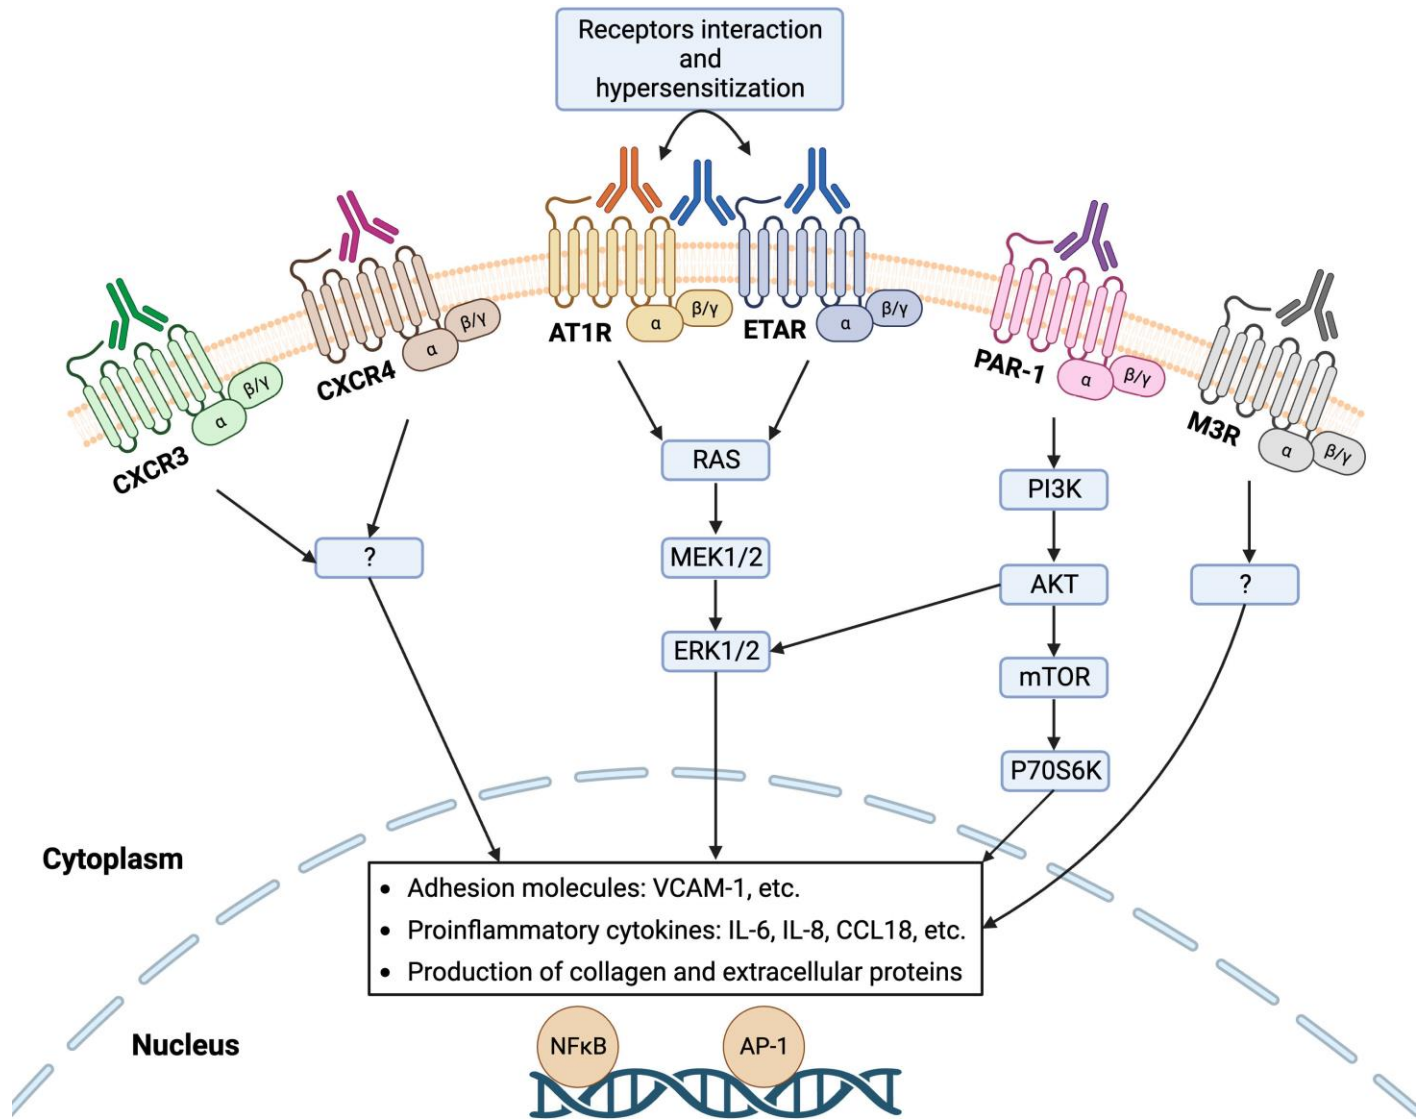 Receptors interaction
and
hypersensitization
AT1R
α
β/γ
ETAR
α
β/γ
CXCR4
α
β/γ
CXCR3
α
β/γ
PAR-1
α
β/γ
M3R
α
β/γ
RAS
PI3K
?
MEK1/2
AKT
?
ERK1/2
mTOR
P70S6K
Cytoplasm
• Adhesion molecules: VCAM-1, etc.
• Proinflammatory cytokines: IL-6, IL-8, CCL18, etc.
• Production of collagen and extracellular proteins
Nucleus
NFκB
AP-1